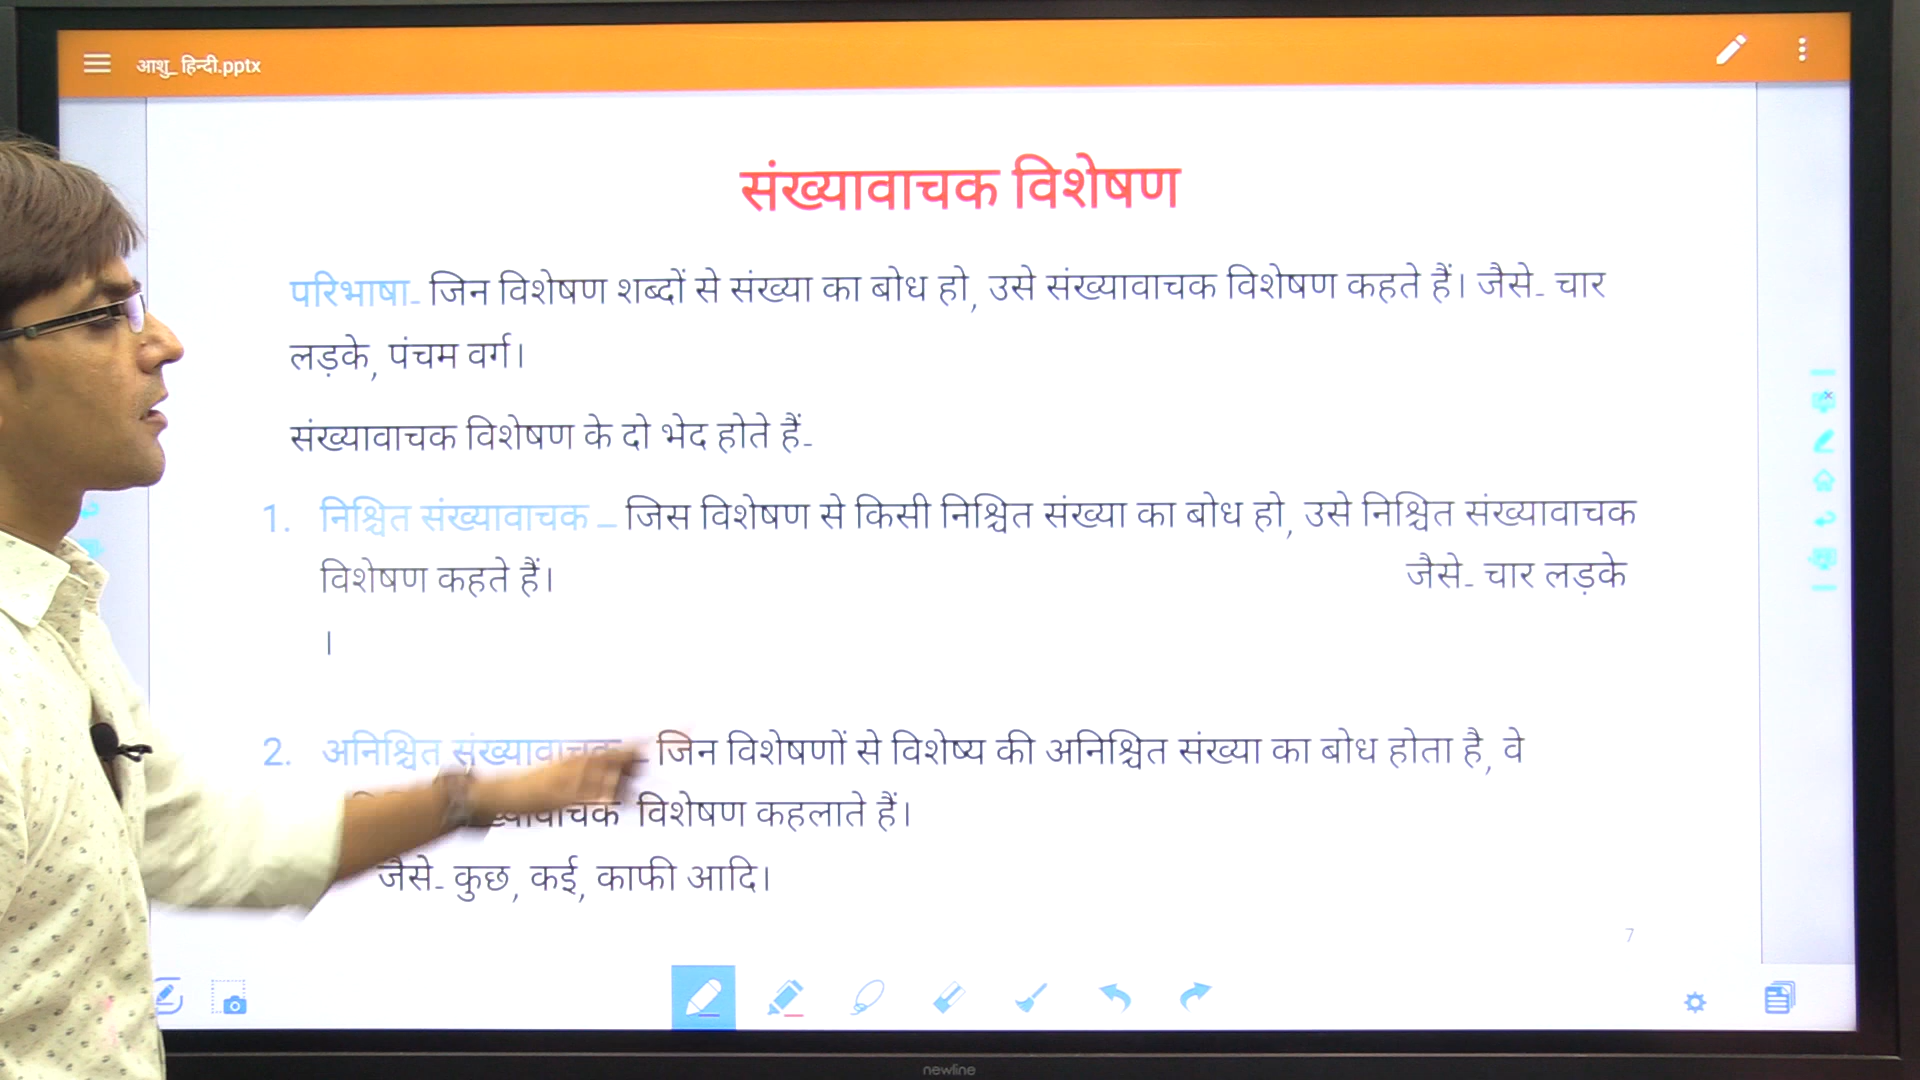 आशु_ हिन्दी.pptx
संख्यावाचक विशेषण
परिभाषा- जिन विशेषण शब्दों से संख्या का बोध हो, उसे संख्यावाचक विशेषण कहते हैं। जैसे- चार
लड़के, पंचम वर्ग।
संख्यावाचक विशेषण के दो भेद होते हैं-
1. निश्चित संख्यावाचक – जिस विशेषण से किसी निश्चित संख्या का बोध हो, उसे निश्चित संख्यावाचक
विशेषण कहते हैं। जैसे- चार लड़के
।
2. अनिश्चित संख्यावाचक – जिन विशेषणों से विशेष्य की अनिश्चित संख्या का बोध होता है, वे
विशेषण कहलाते हैं।
जैसे- कुछ, कई, काफी आदि।
7
newline